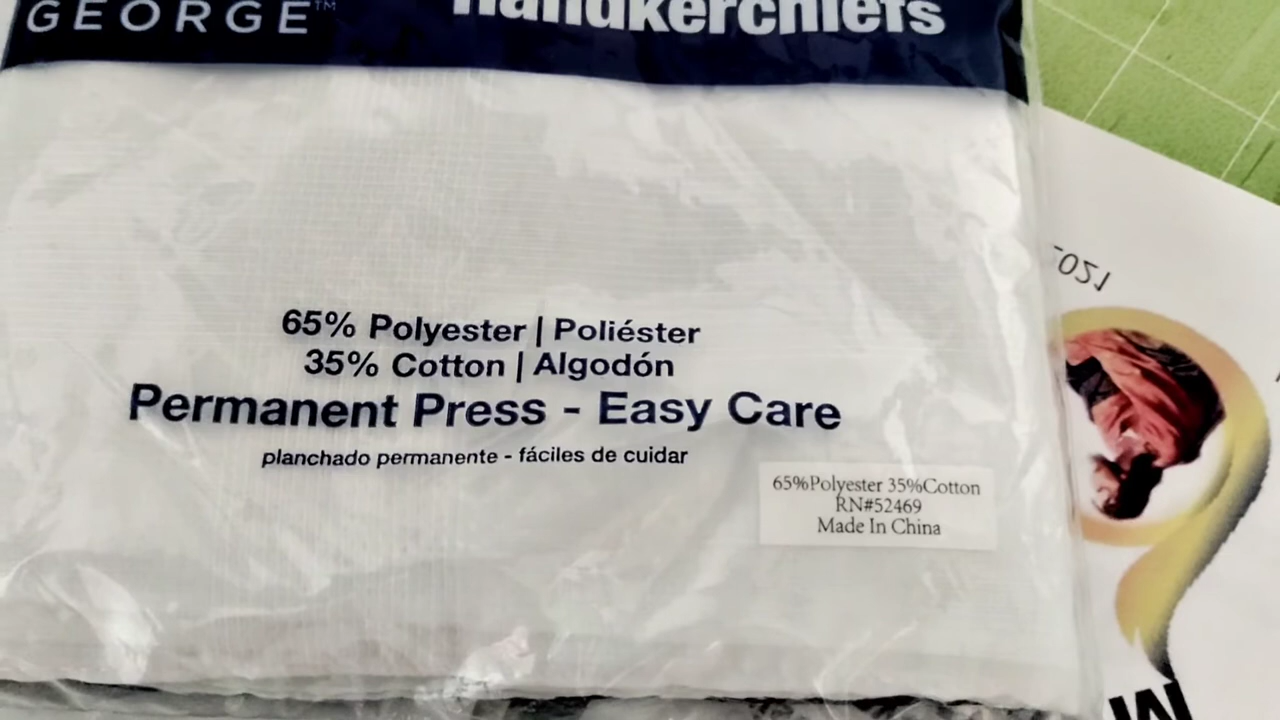 GEORGE™
handkerchiefs
65% Polyester | Poliéster
35% Cotton | Algodón
Permanent Press - Easy Care
planchado permanente - fáciles de cuidar
65%Polyester 35%Cotton
RN#52469
Made In China